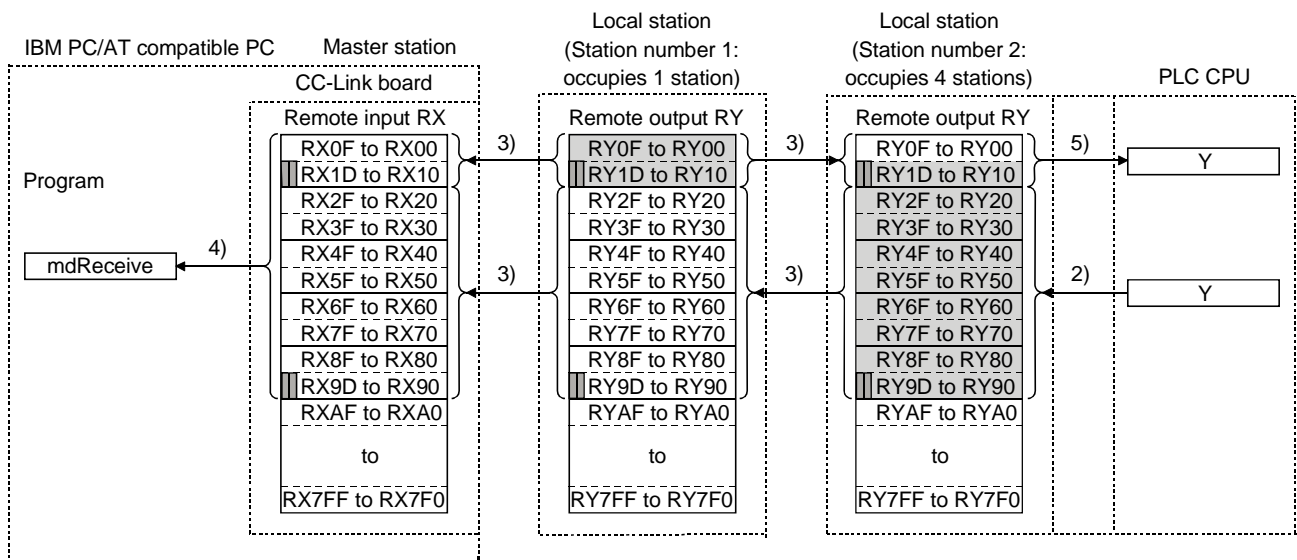 IBM PC/AT compatible PC
Master station
Local station
(Station number 1:
occupies 1 station)
Local station
(Station number 2:
occupies 4 stations)
PLC CPU
CC-Link board
Program
mdReceive
4)
Remote input RX
RX0F to RX00
RX1D to RX10
RX2F to RX20
RX3F to RX30
RX4F to RX40
RX5F to RX50
RX6F to RX60
RX7F to RX70
RX8F to RX80
RX9D to RX90
RXAF to RXA0
to
RX7FF to RX7F0
3)
3)
Remote output RY
RY0F to RY00
RY1D to RY10
RY2F to RY20
RY3F to RY30
RY4F to RY40
RY5F to RY50
RY6F to RY60
RY7F to RY70
RY8F to RY80
RY9D to RY90
RYAF to RYA0
to
RY7FF to RY7F0
3)
3)
Remote output RY
RY0F to RY00
RY1D to RY10
RY2F to RY20
RY3F to RY30
RY4F to RY40
RY5F to RY50
RY6F to RY60
RY7F to RY70
RY8F to RY80
RY9D to RY90
RYAF to RYA0
to
RY7FF to RY7F0
5)
Y
2)
Y